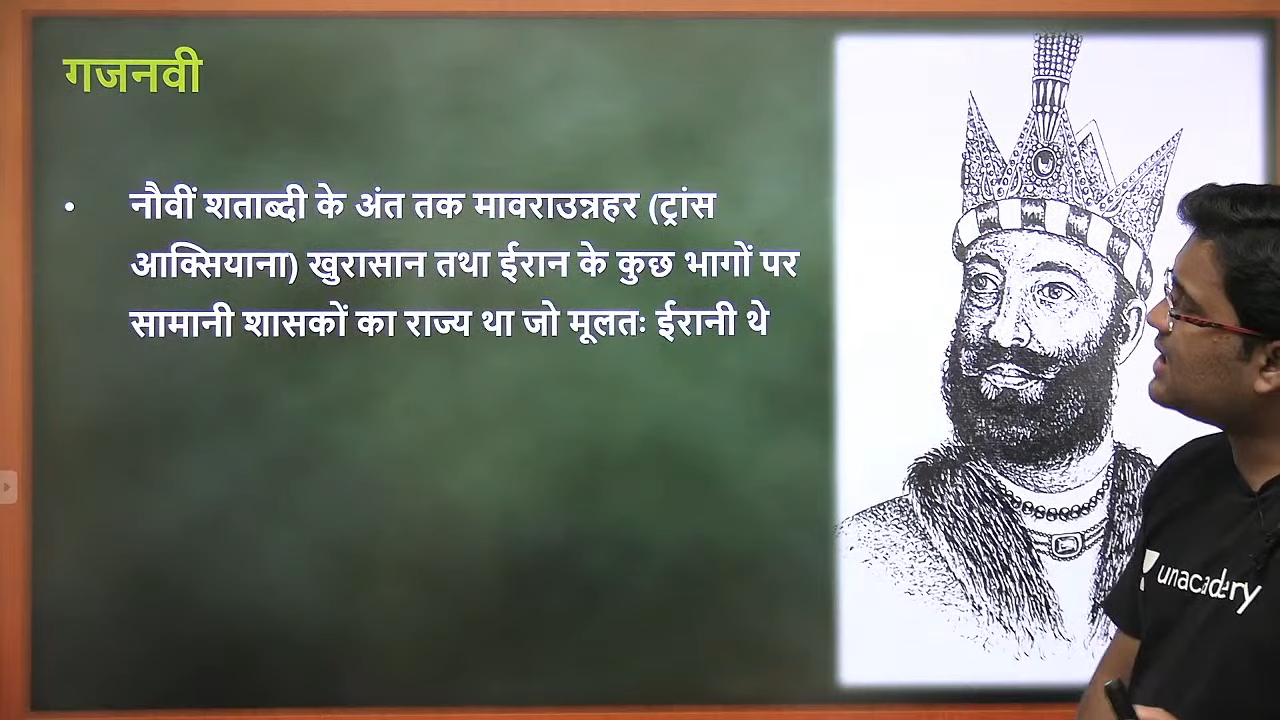 गजनवी
• नौवीं शताब्दी के अंत तक मावराउन्नहर (ट्रांस
आक्सियाना) खुरासान तथा ईरान के कुछ भागों पर
सामानी शासकों का राज्य था जो मूलतः ईरानी थे
unacademy